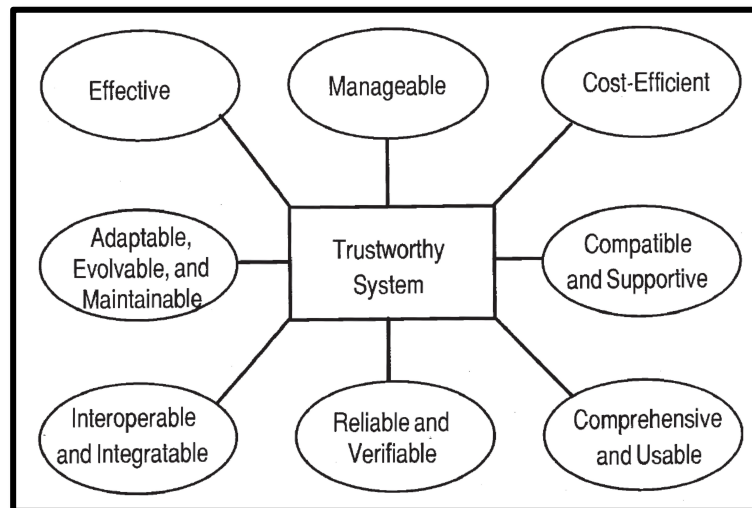 Effective
Manageable
Cost-Efficient
Adaptable,
Evolvable, and
Maintainable
Trustworthy
System
Compatible
and Supportive
Interoperable
and Integratable
Reliable and
Verifiable
Comprehensive
and Usable